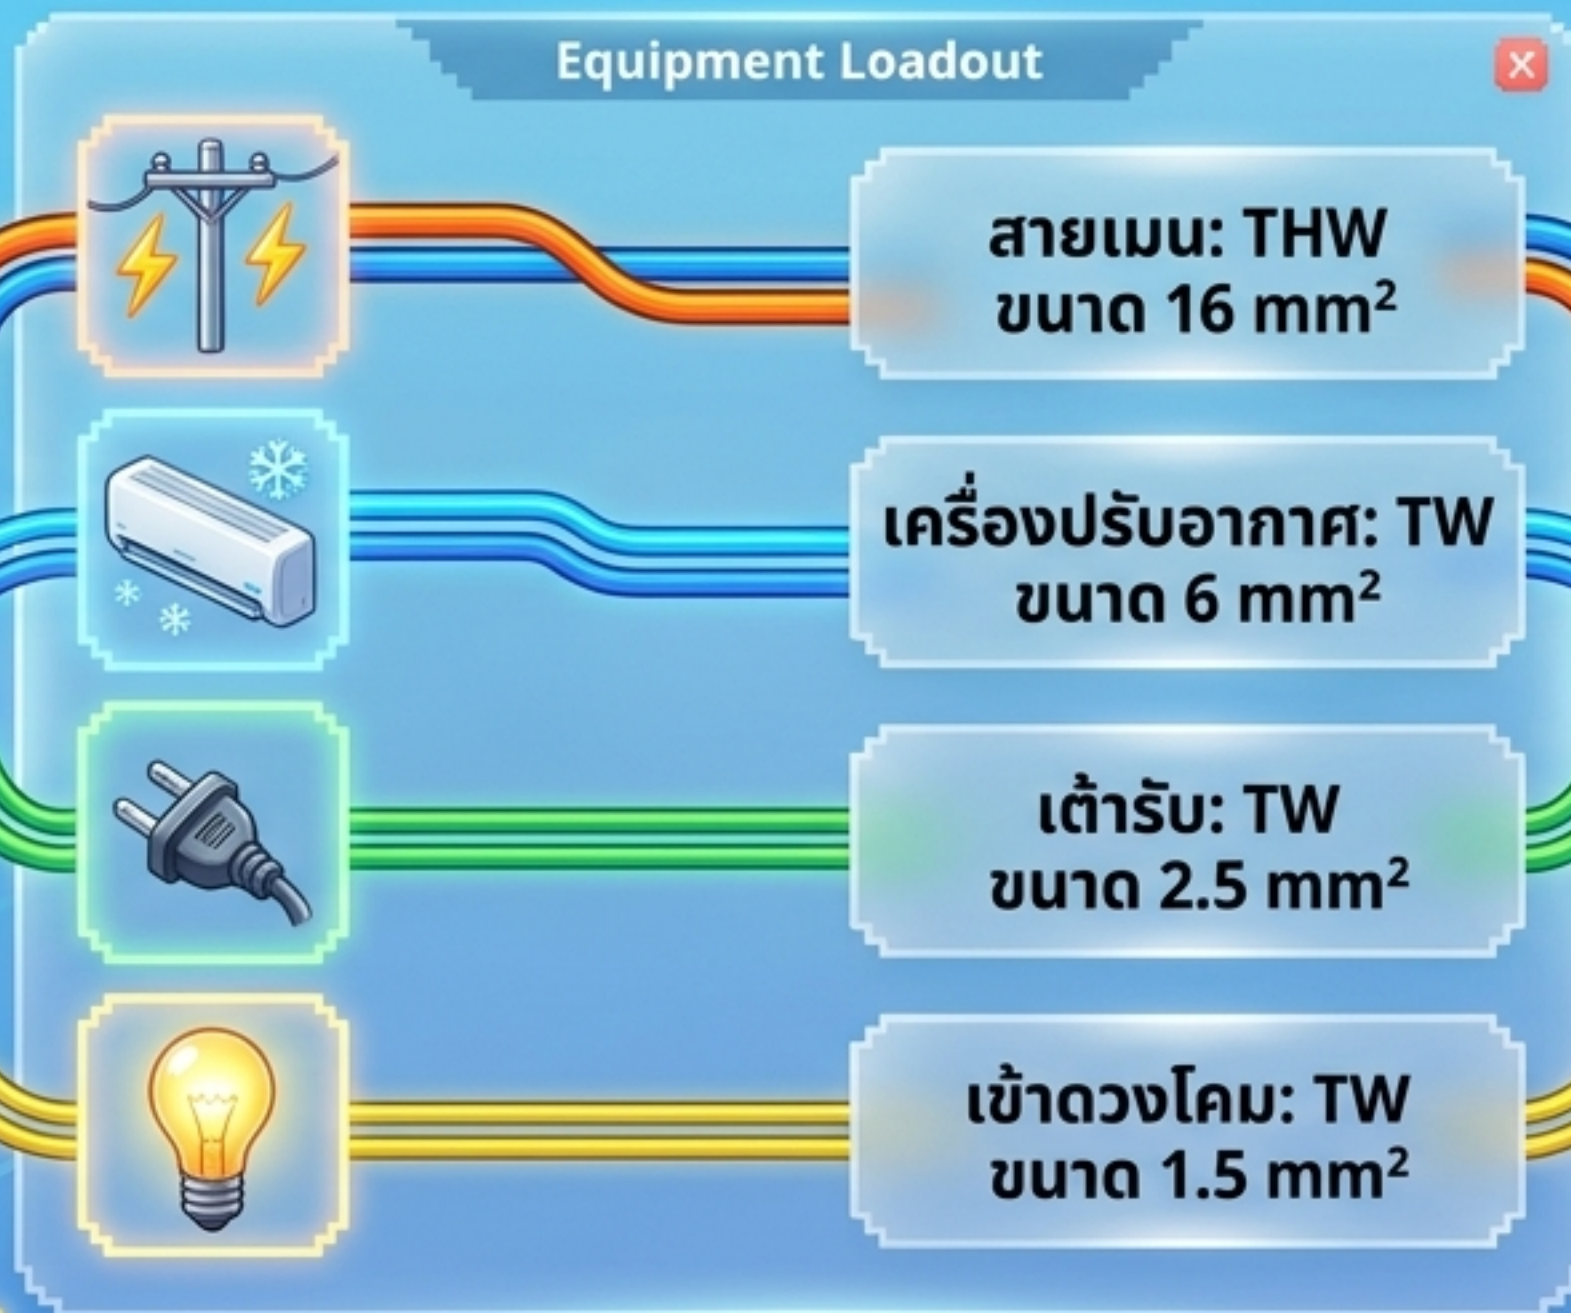 Equipment Loadout
สายเมน: THW
ขนาด 16 mm²
เครื่องปรับอากาศ: TW
ขนาด 6 mm²
เต้ารับ: TW
ขนาด 2.5 mm²
เข้าดวงโคม: TW
ขนาด 1.5 mm²